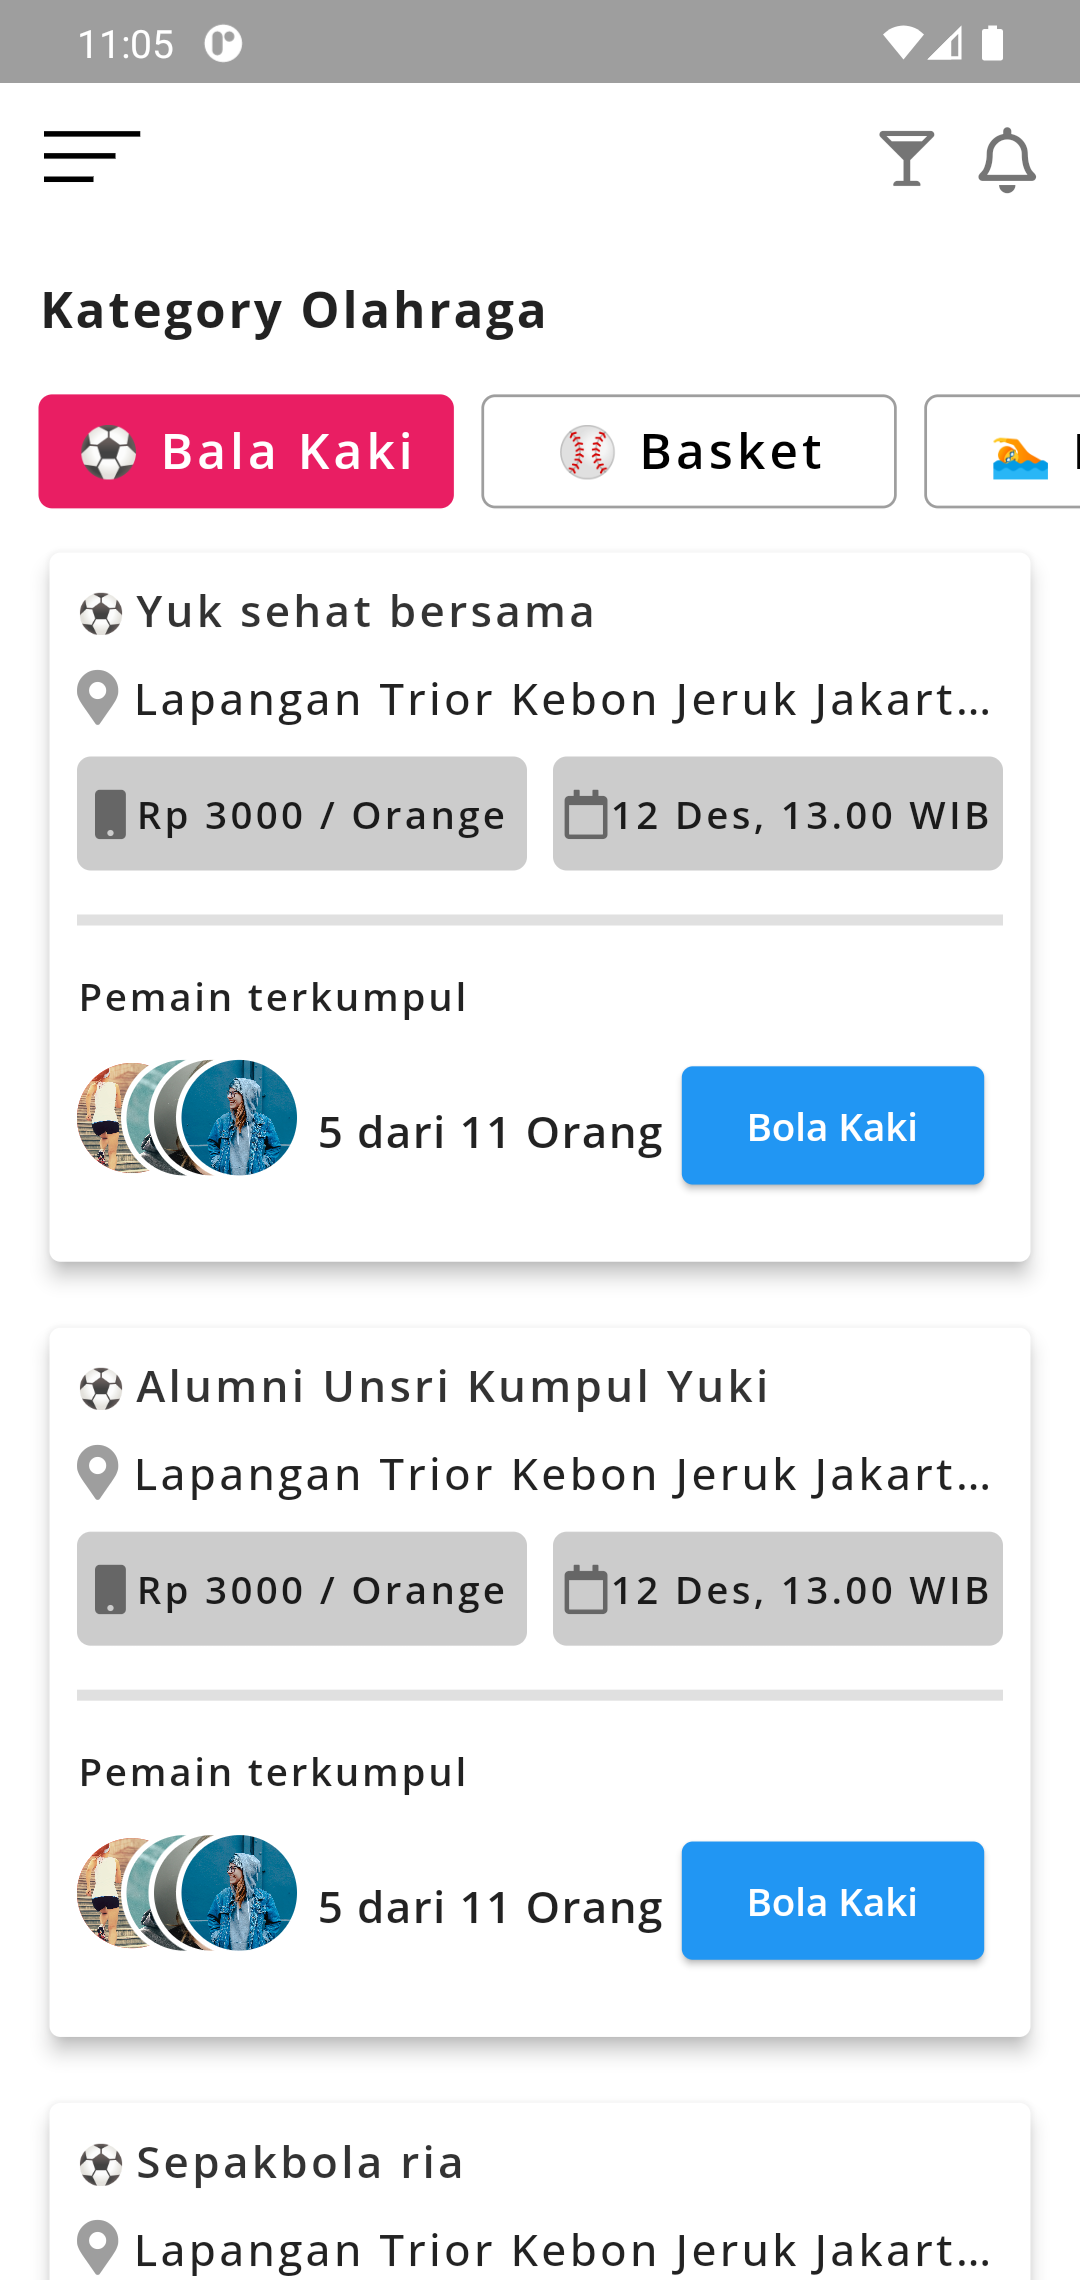 11:05
Kategory Olahraga
Bala Kaki
Basket
Yuk sehat bersama
Lapangan Trior Kebon Jeruk Jakart...
Rp 3000 / Orange
12 Des, 13.00 WIB
Pemain terkumpul
5 dari 11 Orang
Bola Kaki
Alumni Unsri Kumpul Yuki
Lapangan Trior Kebon Jeruk Jakart...
Rp 3000 / Orange
12 Des, 13.00 WIB
Pemain terkumpul
5 dari 11 Orang
Bola Kaki
Sepakbola ria
Lapangan Trior Kebon Jeruk Jakart...